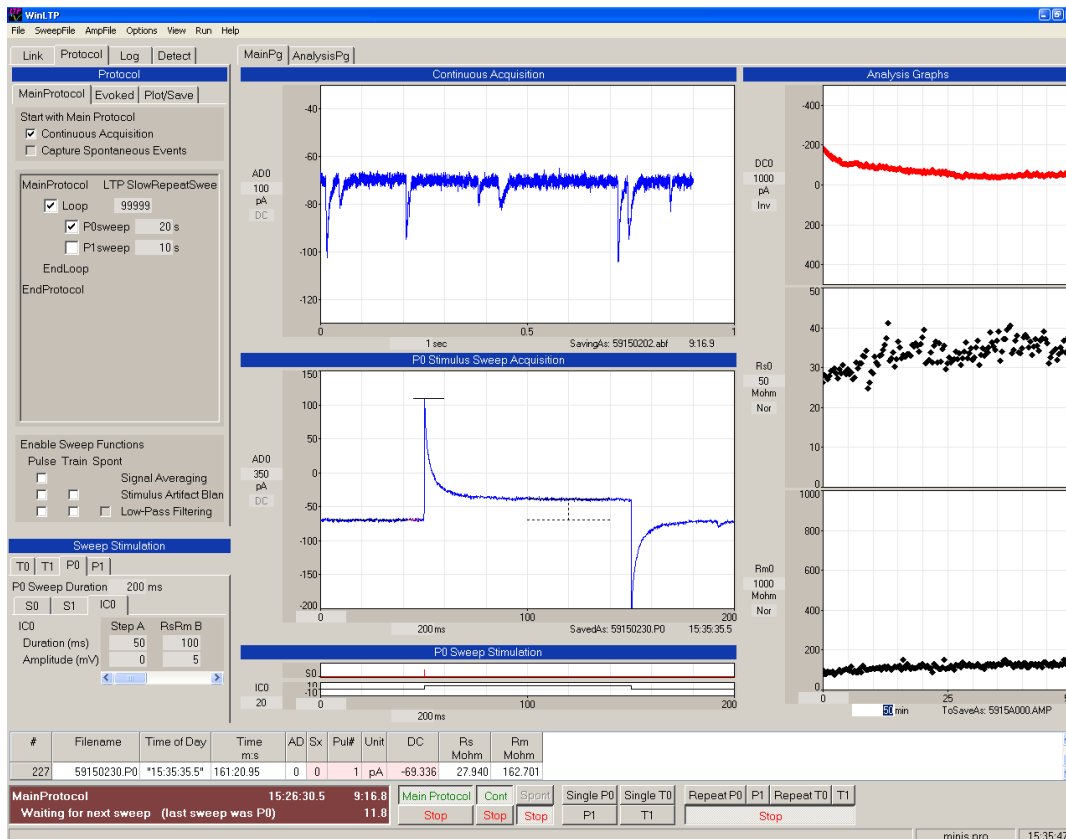 WinLTP
File SweepFile AmpFile Options View Run Help
Link Protocol Log Detect
Protocol
MainProtocol Evoked Plot/Save
Start with Main Protocol
Continuous Acquisition
Capture Spontaneous Events
MainProtocol LTP SlowRepeatSwee
Loop 99999
P0sweep 20 s
P1sweep 10 s
EndLoop
EndProtocol
Enable Sweep Functions
Pulse Train Spont
Signal Averaging
Stimulus Artifact Blan
Low-Pass Filtering
Sweep Stimulation
T0 T1 P0 P1
P0 Sweep Duration 200 ms
S0 S1 IC0
IC0 Step A RsRm B
Duration (ms) 50 100
Amplitude (mV) 0 5
MainPg AnalysisPg
Continuous Acquisition
AD0
100
pA
DC
-40
-60
-80
-100
-120
0 0.5 1
1 sec SavingAs: 59150202.abf 9:16.9
P0 Stimulus Sweep Acquisition
AD0
350
pA
DC
150
100
50
0
-50
-100
-150
-200
0 100 200
200 ms SavedAs: 59150230.P0 15:35:35.5
P0 Sweep Stimulation
S0
IC0
20
10
-10
0 100 200
200 ms
Analysis Graphs
DC0
1000
pA
Inv
-400
-200
0
200
400
Rs0
50
Mohm
Nor
50
40
30
20
10
0
Rm0
1000
Mohm
Nor
1000
800
600
400
200
0
0 25 5
50 min ToSaveAs: 5915A000.AMP
# Filename Time of Day Time m:s AD Sx Pul# Unit DC Rs Mohm Rm Mohm
227 59150230.P0 "15:35:35.5" 161:20.95 0 0 1 pA -69.336 27.940 162.701
MainProtocol 15:26:30.5 9:16.8
Waiting for next sweep (last sweep was P0) 11.8
Main Protocol Cont Spont Single P0 Single T0 Repeat P0 P1 Repeat T0 T1
Stop Stop Stop P1 T1 Stop
minis.pro 15:35:47